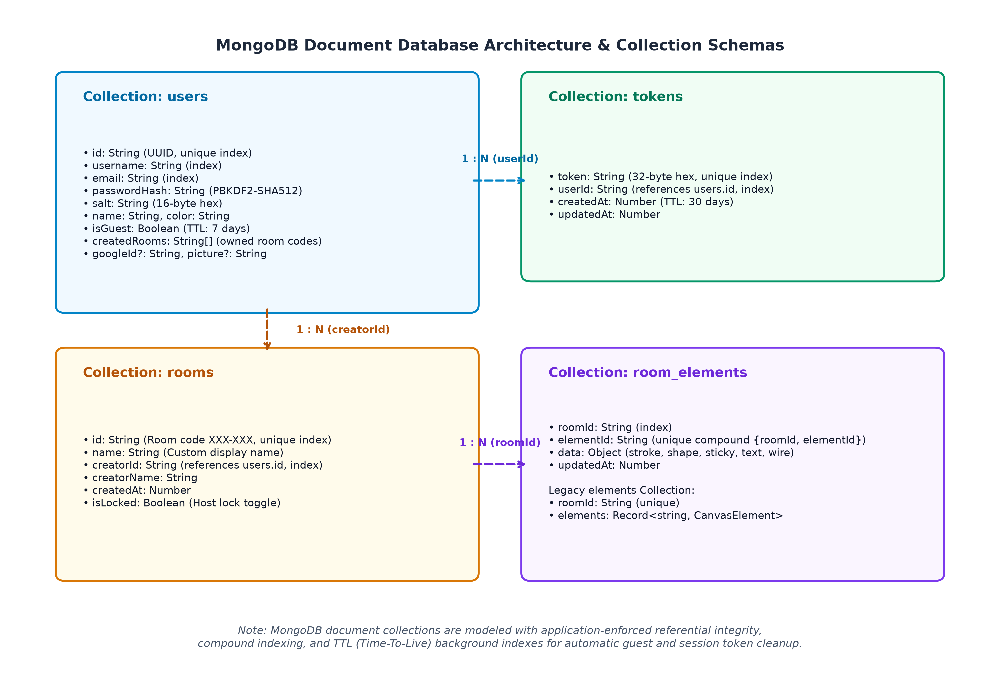 MongoDB Document Database Architecture & Collection Schemas
Collection: users
• id: String (UUID, unique index)
• username: String (index)
• email: String (index)
• passwordHash: String (PBKDF2-SHA512)
• salt: String (16-byte hex)
• name: String, color: String
• isGuest: Boolean (TTL: 7 days)
• createdRooms: String[] (owned room codes)
• googleId?: String, picture?: String
1 : N (userId)
Collection: tokens
• token: String (32-byte hex, unique index)
• userId: String (references users.id, index)
• createdAt: Number (TTL: 30 days)
• updatedAt: Number
1 : N (creatorId)
Collection: rooms
• id: String (Room code XXX-XXX, unique index)
• name: String (Custom display name)
• creatorId: String (references users.id, index)
• creatorName: String
• createdAt: Number
• isLocked: Boolean (Host lock toggle)
1 : N (roomId)
Collection: room_elements
• roomId: String (index)
• elementId: String (unique compound {roomId, elementId})
• data: Object (stroke, shape, sticky, text, wire)
• updatedAt: Number
Legacy elements Collection:
• roomId: String (unique)
• elements: Record<string, CanvasElement>
Note: MongoDB document collections are modeled with application-enforced referential integrity,
compound indexing, and TTL (Time-To-Live) background indexes for automatic guest and session token cleanup.